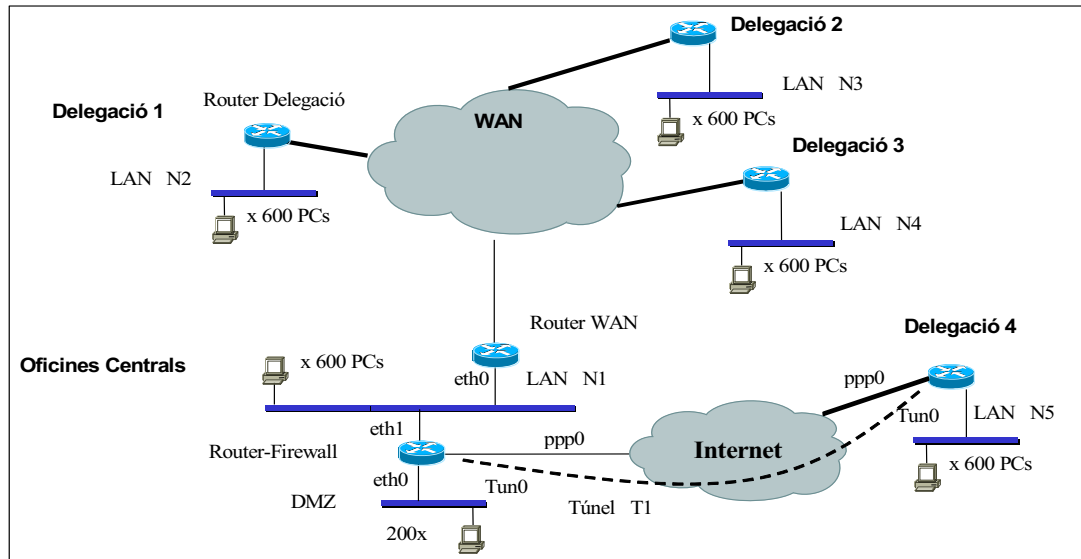 Delegació 2
LAN N3
x 600 PCs
Delegació 1
Router Delegació
WAN
LAN N2
x 600 PCs
Delegació 3
LAN N4
x 600 PCs
Router WAN
Delegació 4
Oficines Centrals
x 600 PCs
eth0
LAN N1
ppp0
Tun0
LAN N5
eth1
Router-Firewall
ppp0
Internet
x 600 PCs
eth0
Tun0
DMZ
Túnel T1
200x